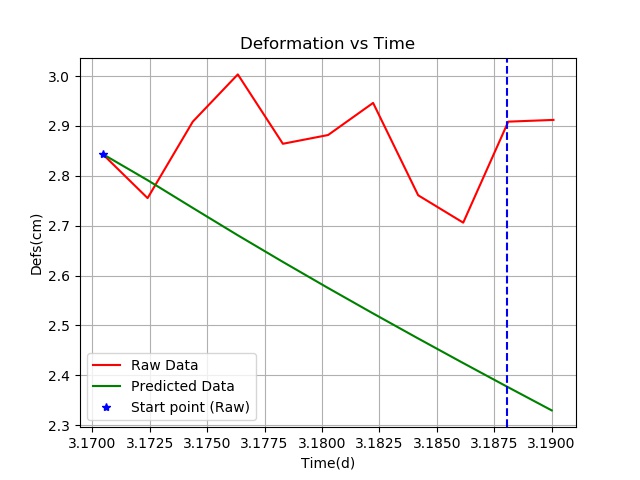 Deformation vs Time
3.0
2.9
2.8
2.7
2.6
2.5
2.4
2.3
Defs(cm)
Raw Data
Predicted Data
Start point (Raw)
3.1700 3.1725 3.1750 3.1775 3.1800 3.1825 3.1850 3.1875 3.1900
Time(d)